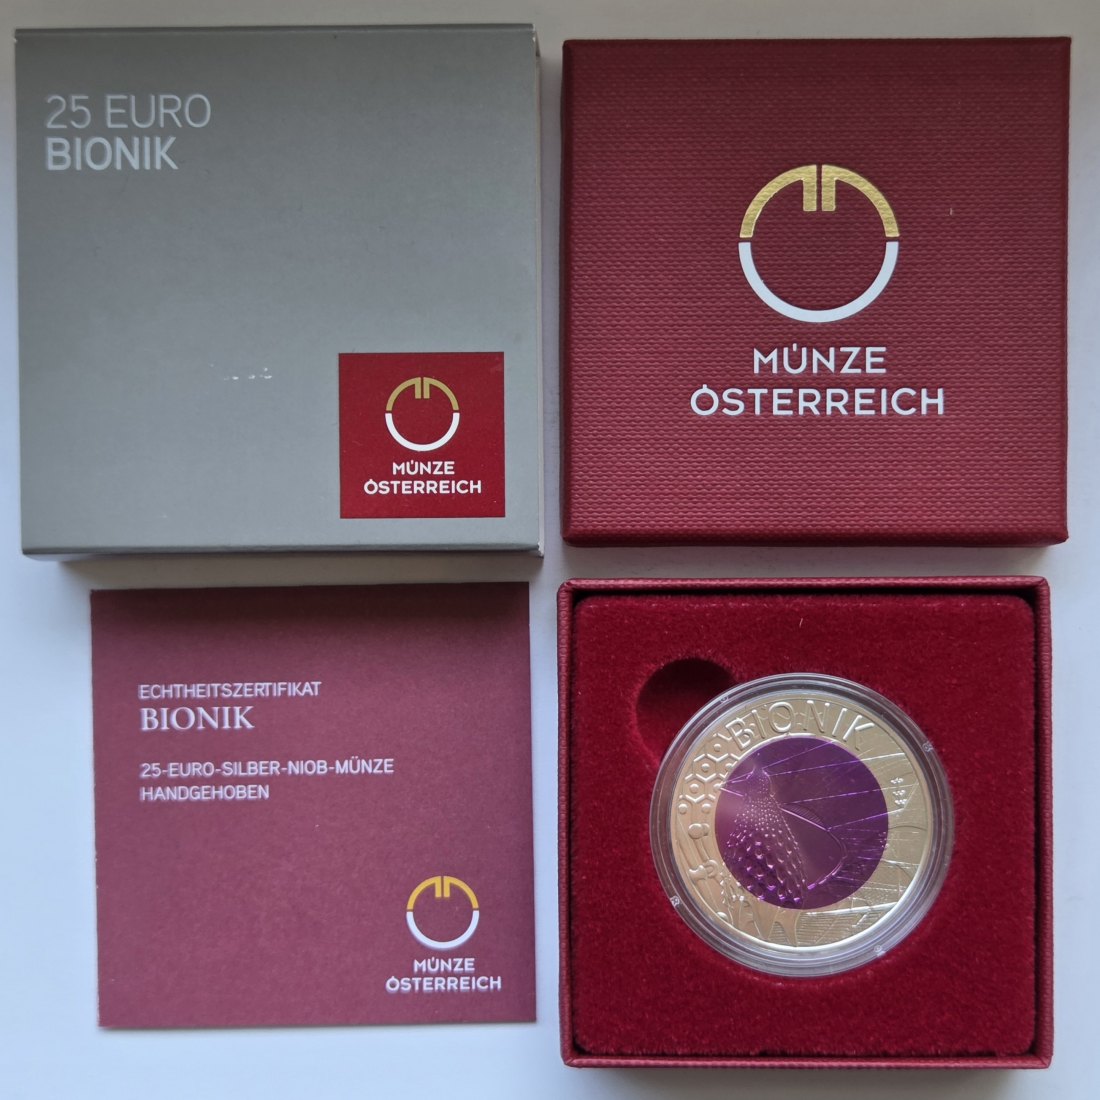 25 EURO
BIONIK
MÜNZE
ÖSTERREICH
MÜNZE
ÖSTERREICH
ECHTHEITSZERTIFIKAT
BIONIK
25-EURO-SILBER-NIOB-MÜNZE
HANDGEHOBEN
MÜNZE
ÖSTERREICH
BIONIK